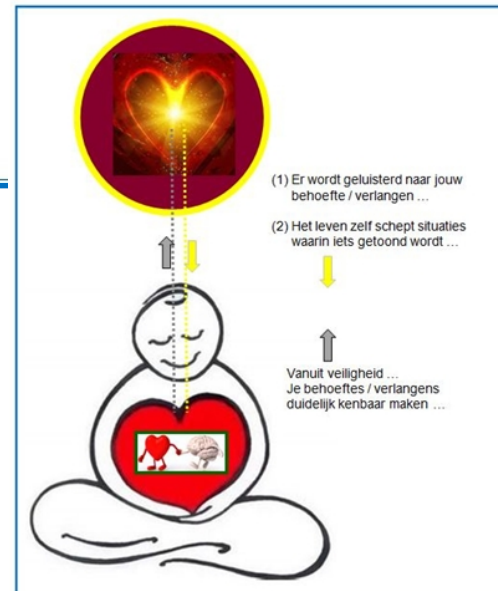 (1) Er wordt geluisterd naar jouw
behoefte / verlangen ...
(2) Het leven zelf schept situaties
waarin iets getoond wordt ...
Vanuit veiligheid ...
Je behoeftes / verlangens
duidelijk kenbaar maken ...